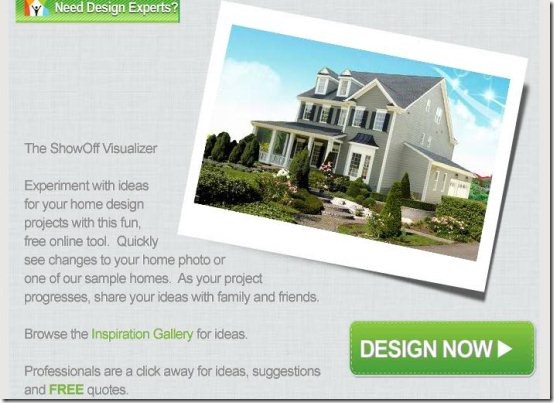 Need Design Experts?
The ShowOff Visualizer
Experiment with ideas
for your home design
projects with this fun,
free online tool. Quickly
see changes to your home photo or
one of our sample homes. As your project
progresses, share your ideas with family and friends.
Browse the Inspiration Gallery for ideas.
DESIGN NOW
Professionals are a click away for ideas, suggestions
and FREE quotes.